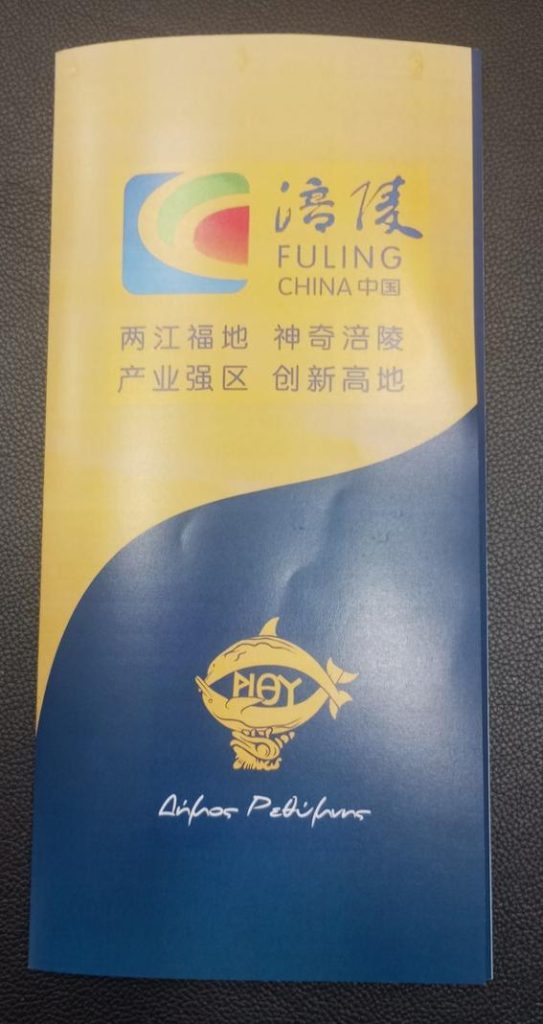 涪陵
FULING
CHINA 中国
两江福地 神奇涪陵
产业强区 创新高地
ΡΙΘΥ
Δήμος Ρεθύμνης